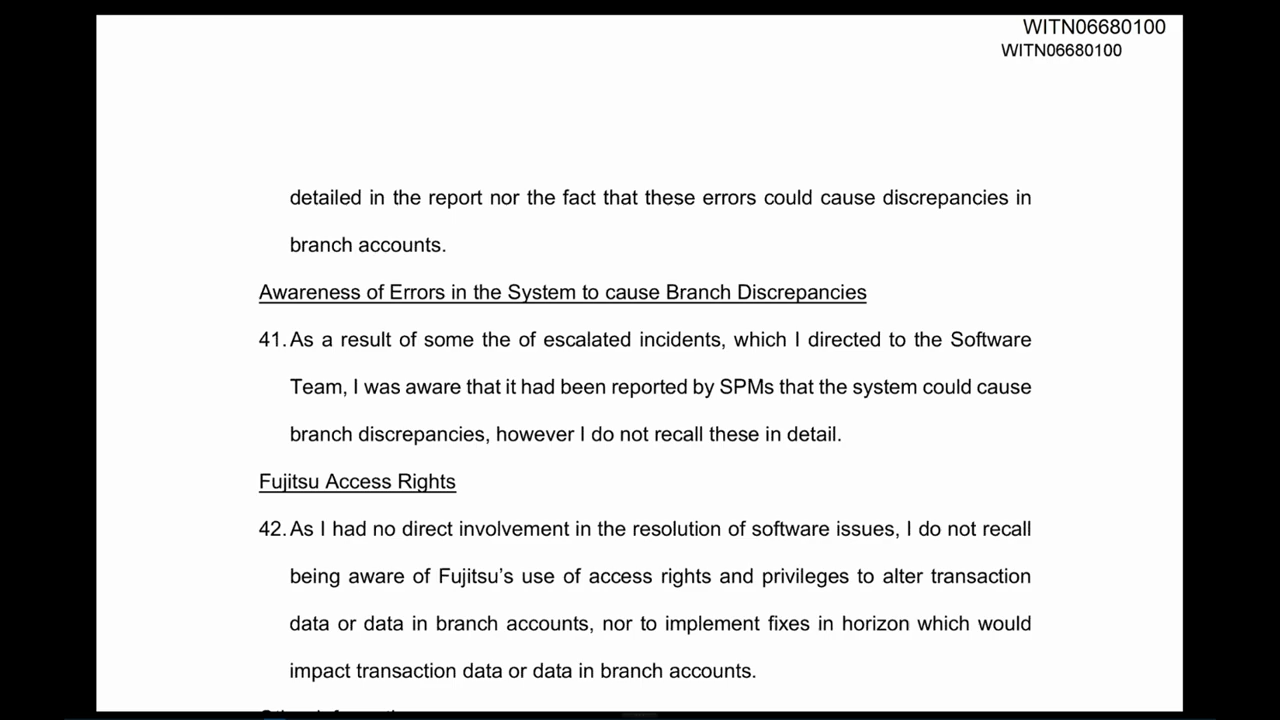 WITN06680100
WITN06680100
detailed in the report nor the fact that these errors could cause discrepancies in
branch accounts.
Awareness of Errors in the System to cause Branch Discrepancies
41. As a result of some the of escalated incidents, which I directed to the Software
Team, I was aware that it had been reported by SPMs that the system could cause
branch discrepancies, however I do not recall these in detail.
Fujitsu Access Rights
42. As I had no direct involvement in the resolution of software issues, I do not recall
being aware of Fujitsu's use of access rights and privileges to alter transaction
data or data in branch accounts, nor to implement fixes in horizon which would
impact transaction data or data in branch accounts.